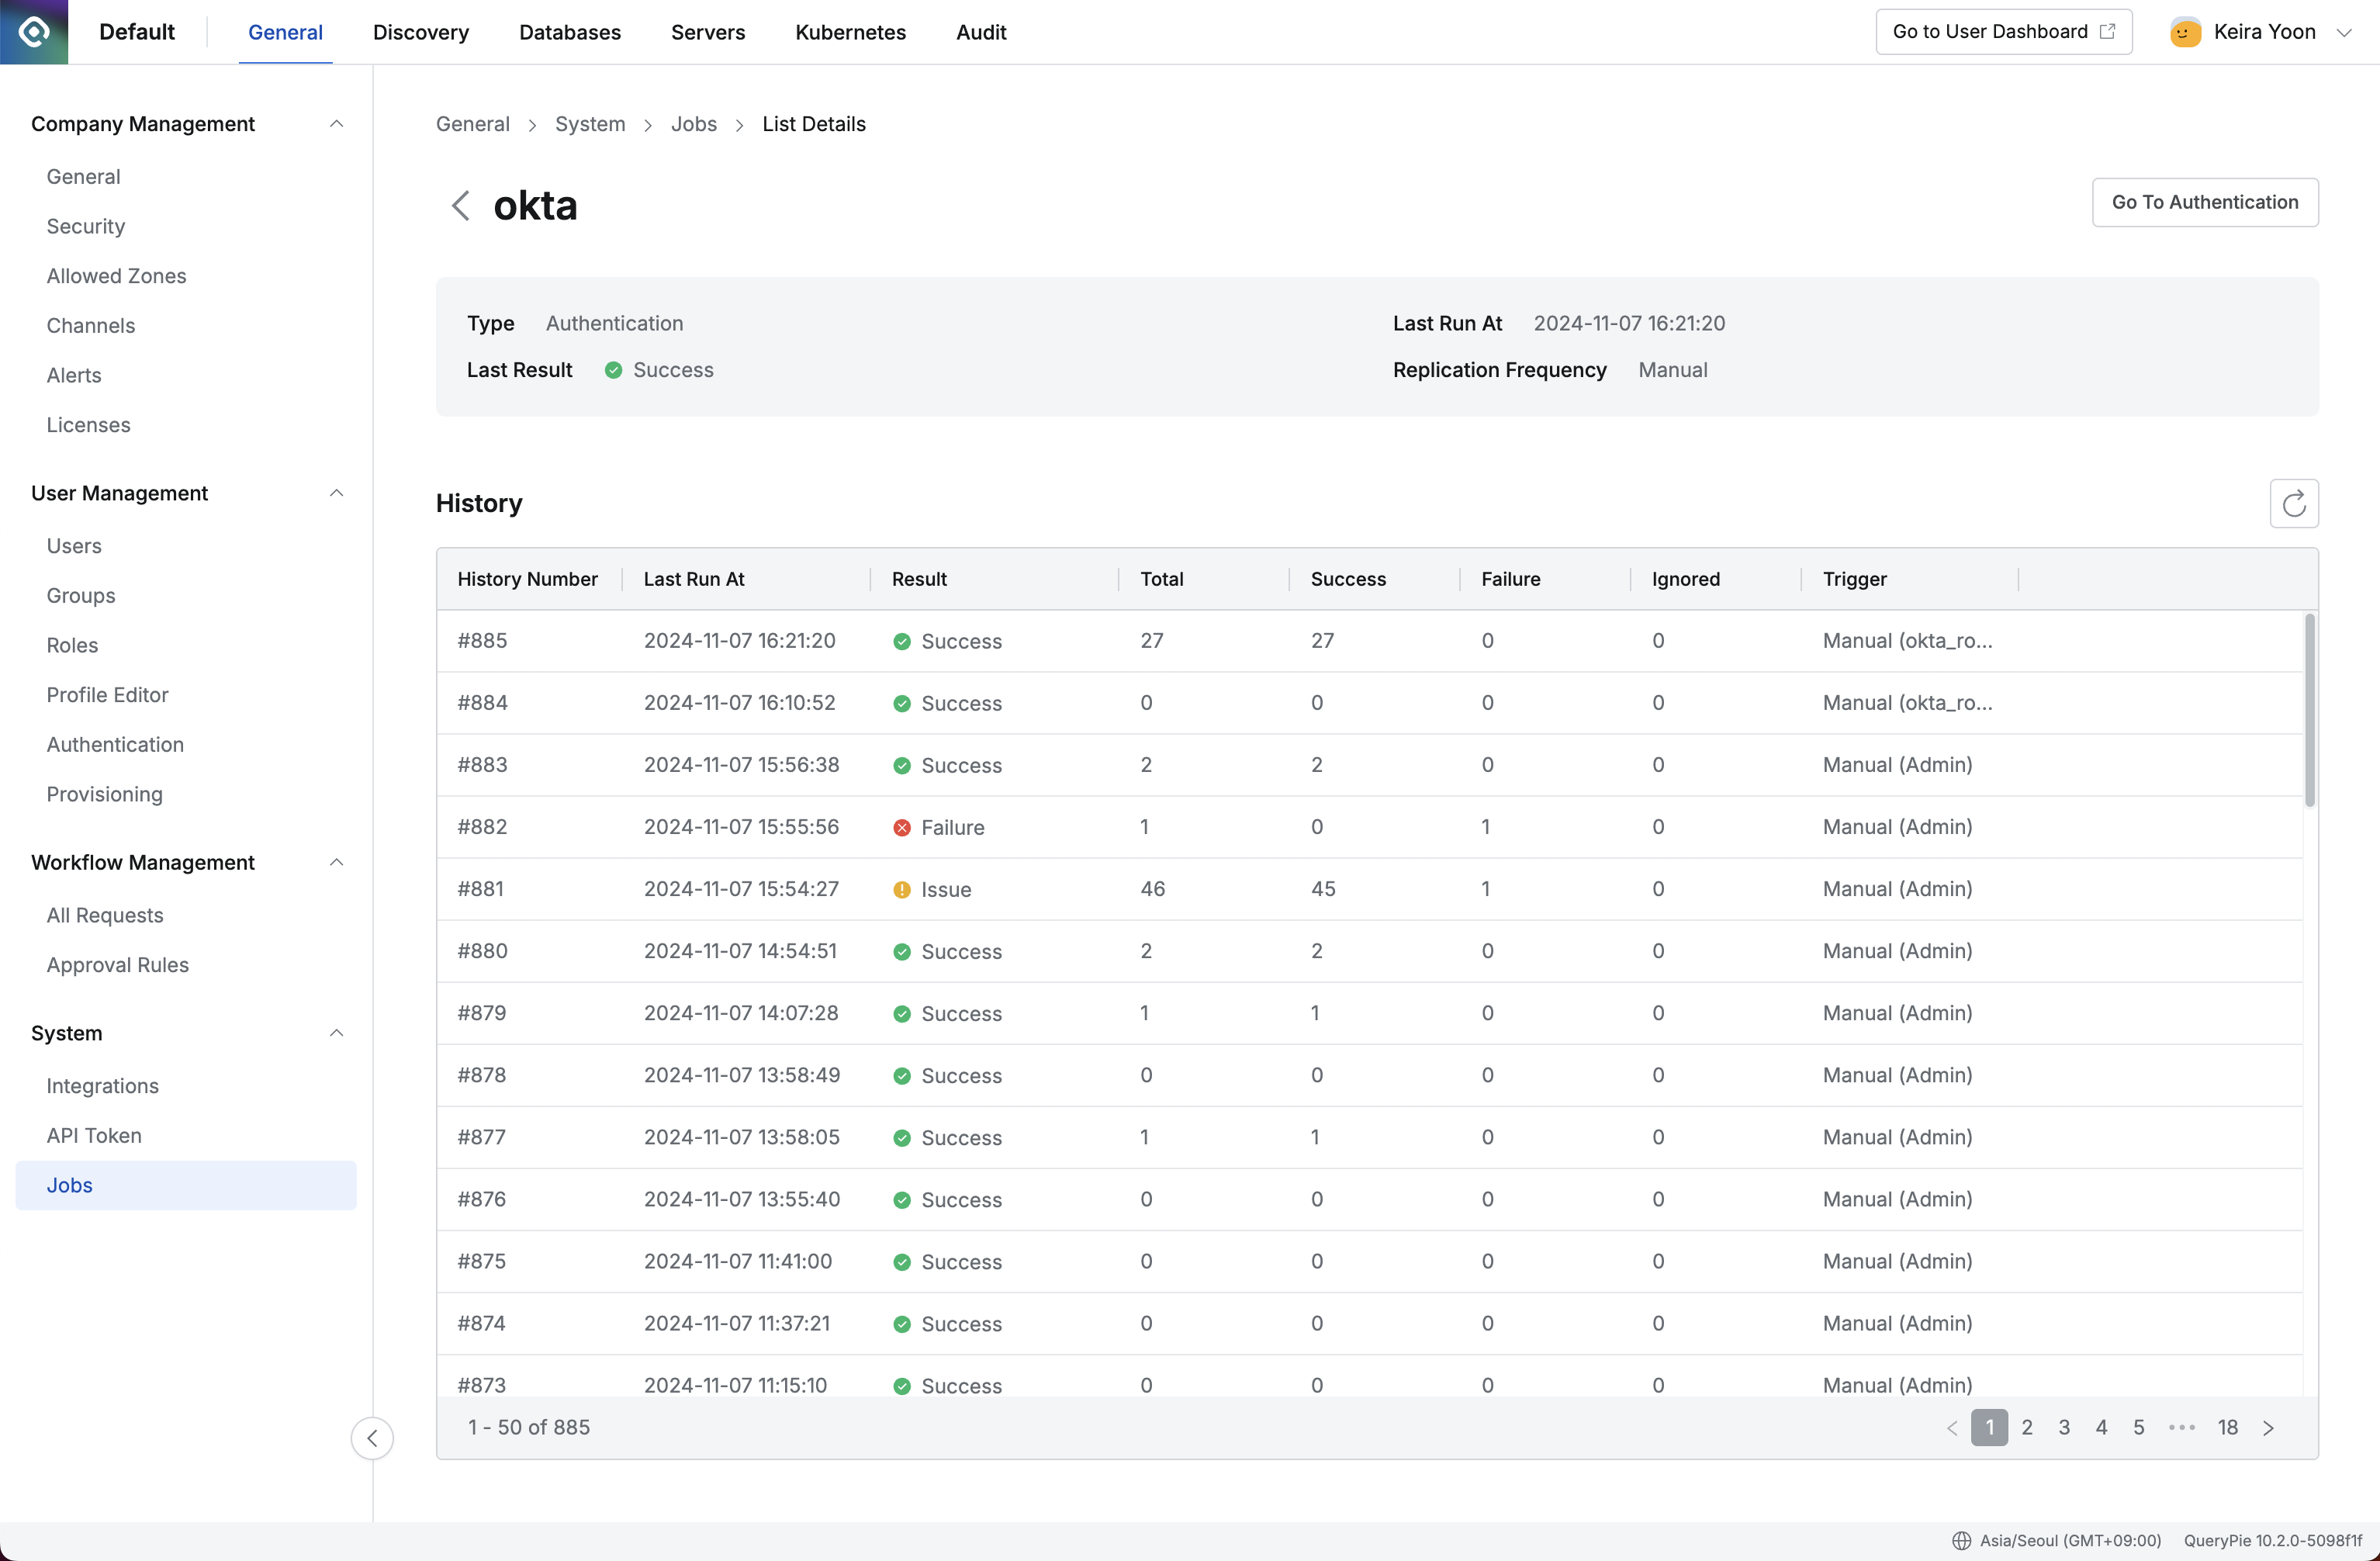 Default General Discovery Databases Servers Kubernetes Audit Go to User Dashboard Keira Yoon
Company Management
General
Security
Allowed Zones
Channels
Alerts
Licenses
User Management
Users
Groups
Roles
Profile Editor
Authentication
Provisioning
Workflow Management
All Requests
Approval Rules
System
Integrations
API Token
Jobs
General > System > Jobs > List Details
okta
Go To Authentication
Type Authentication
Last Run At 2024-11-07 16:21:20
Last Result Success
Replication Frequency Manual
History
History Number Last Run At Result Total Success Failure Ignored Trigger
#885 2024-11-07 16:21:20 Success 27 27 0 0 Manual (okta_ro...
#884 2024-11-07 16:10:52 Success 0 0 0 0 Manual (okta_ro...
#883 2024-11-07 15:56:38 Success 2 2 0 0 Manual (Admin)
#882 2024-11-07 15:55:56 Failure 1 0 1 0 Manual (Admin)
#881 2024-11-07 15:54:27 Issue 46 45 1 0 Manual (Admin)
#880 2024-11-07 14:54:51 Success 2 2 0 0 Manual (Admin)
#879 2024-11-07 14:07:28 Success 1 1 0 0 Manual (Admin)
#878 2024-11-07 13:58:49 Success 0 0 0 0 Manual (Admin)
#877 2024-11-07 13:58:05 Success 1 1 0 0 Manual (Admin)
#876 2024-11-07 13:55:40 Success 0 0 0 0 Manual (Admin)
#875 2024-11-07 11:41:00 Success 0 0 0 0 Manual (Admin)
#874 2024-11-07 11:37:21 Success 0 0 0 0 Manual (Admin)
#873 2024-11-07 11:15:10 Success 0 0 0 0 Manual (Admin)
1 - 50 of 885
< 1 2 3 4 5 ••• 18 >
Asia/Seoul (GMT+09:00) QueryPie 10.2.0-5098f1f